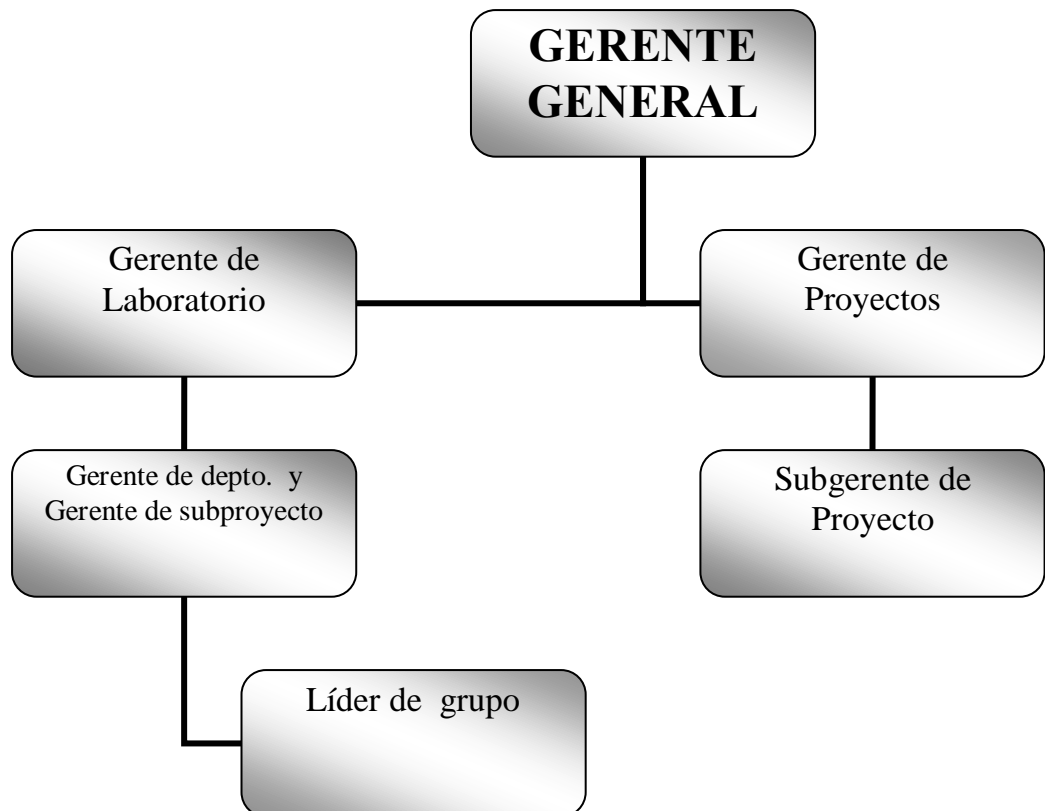 GERENTE
GENERAL
Gerente de
Laboratorio
Gerente de
Proyectos
Gerente de depto. y
Gerente de subproyecto
Subgerente de
Proyecto
Líder de grupo